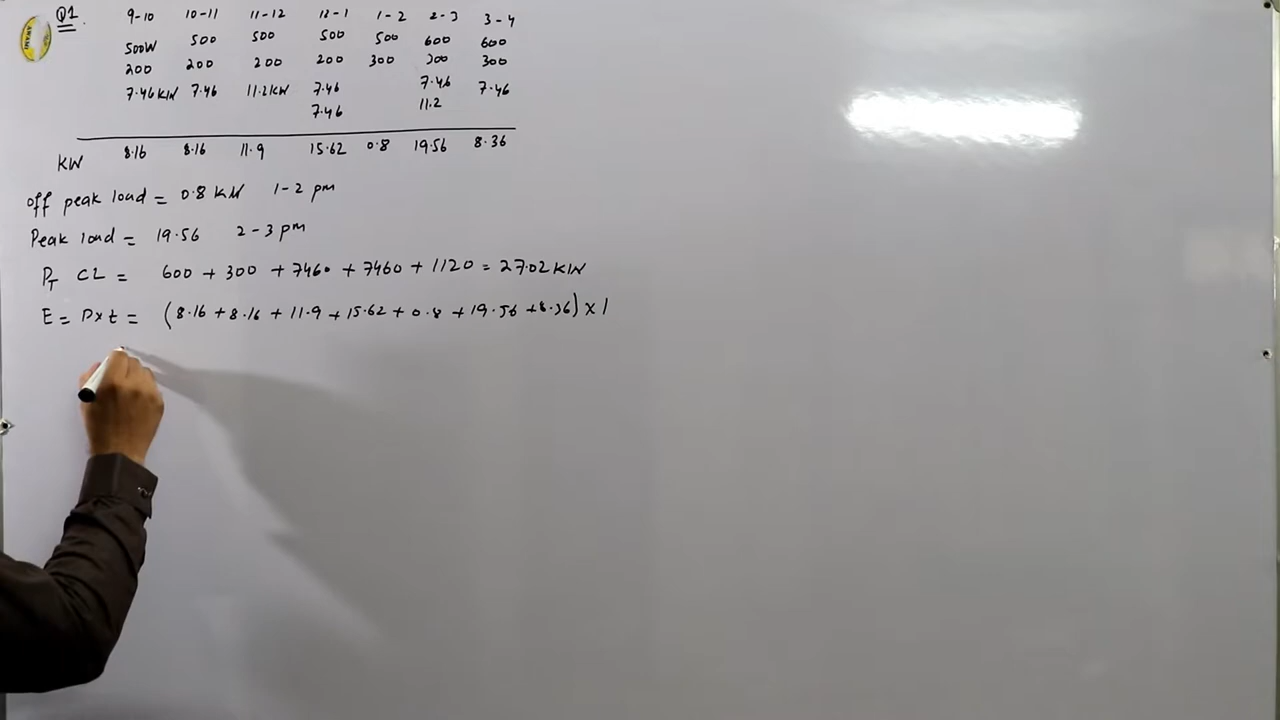 Q1. 9-10 10-11 11-12 12-1 1-2 2-3 3-4
500W 500 500 500 500 600 600
200 200 200 200 300 300 300
7.46KW 7.46 11.2KW 7.46 7.46 7.46
7.46 11.2
KW 8.16 8.16 11.9 15.62 0.8 19.56 8.36
off peak load = 0.8 KW 1-2 pm
Peak load = 19.56 2-3 pm
PT CL = 600 + 300 + 7460 + 7460 + 1120 = 27.02 KW
E = P×t = (8.16 + 8.16 + 11.9 + 15.62 + 0.8 + 19.56 + 8.36) × 1